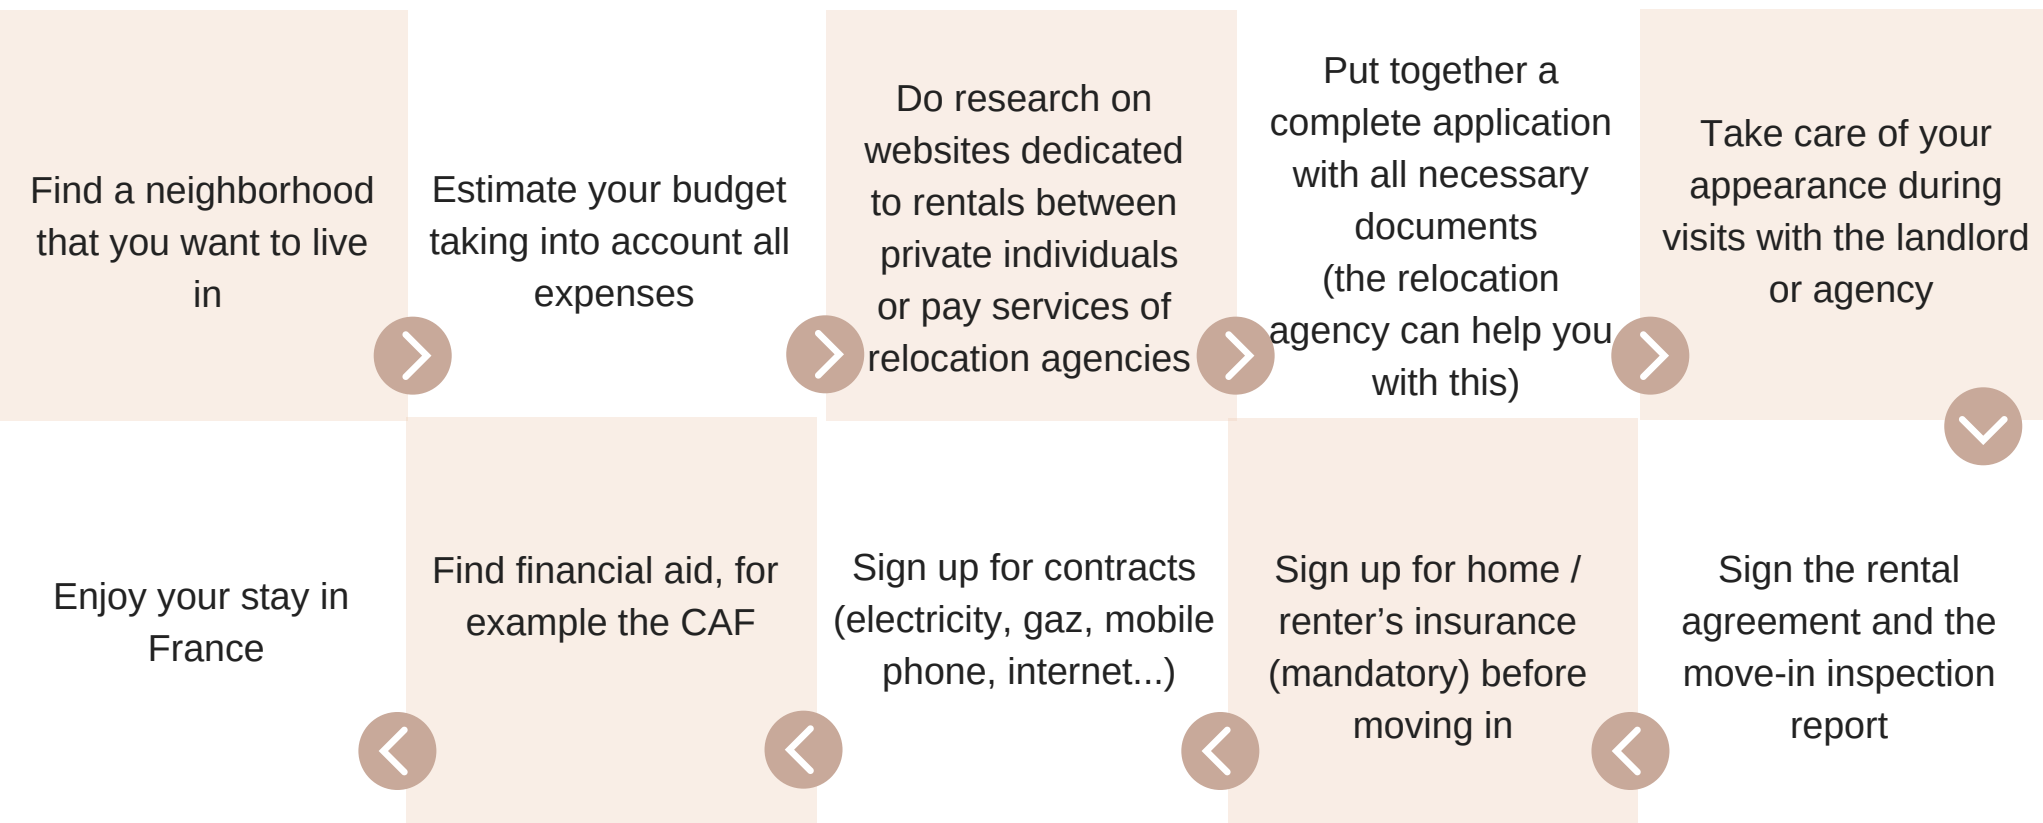 Find a neighborhood
that you want to live
in
Estimate your budget
taking into account all
expenses
Do research on
websites dedicated
to rentals between
private individuals
or pay services of
relocation agencies
Put together a
complete application
with all necessary
documents
(the relocation
agency can help you
with this)
Take care of your
appearance during
visits with the landlord
or agency
Sign the rental
agreement and the
move-in inspection
report
Sign up for home /
renter’s insurance
(mandatory) before
moving in
Sign up for contracts
(electricity, gaz, mobile
phone, internet...)
Find financial aid, for
example the CAF
Enjoy your stay in
France